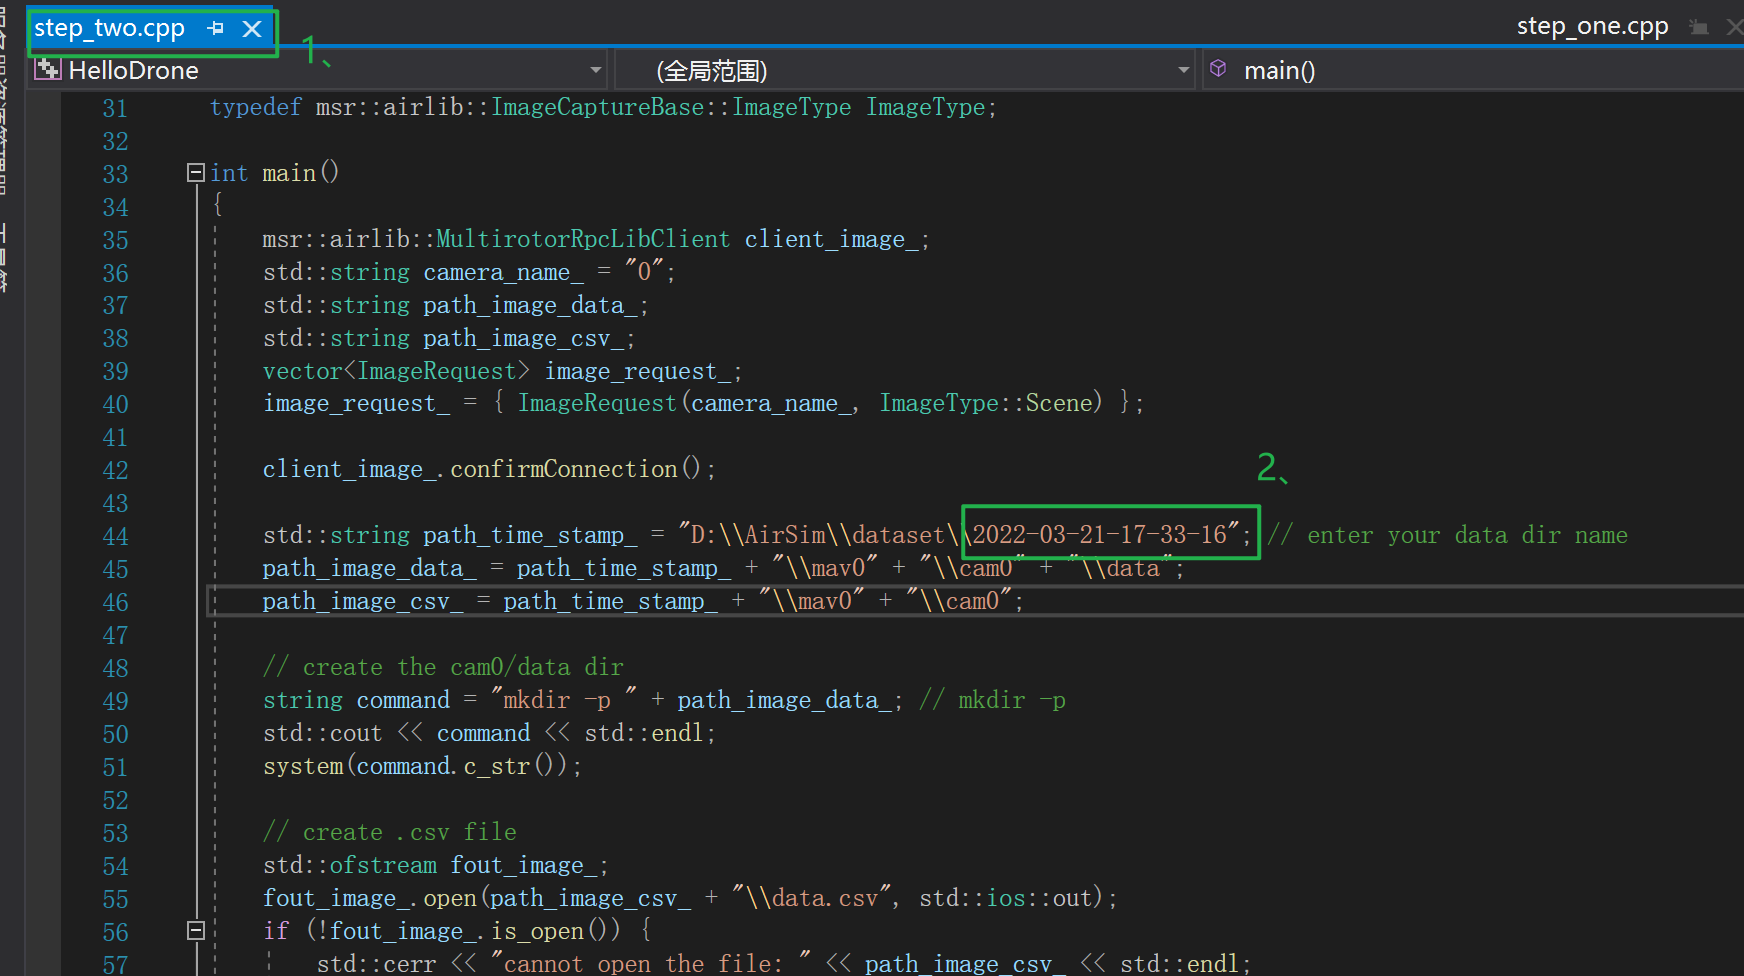 step_two.cpp
step_one.cpp
1、
HelloDrone
(全局范围)
main()
31 typedef msr::airlib::ImageCaptureBase::ImageType ImageType;
32
33 int main()
34 {
35 msr::airlib::MultirotorRpcLibClient client_image_;
36 std::string camera_name_ = "0";
37 std::string path_image_data_;
38 std::string path_image_csv_;
39 vector<ImageRequest> image_request_;
40 image_request_ = { ImageRequest(camera_name_, ImageType::Scene) };
41
42 client_image_.confirmConnection();
2、
43
44 std::string path_time_stamp_ = "D:\\AirSim\\dataset\\2022-03-21-17-33-16"; // enter your data dir name
45 path_image_data_ = path_time_stamp_ + "\\mav0" + "\\cam0" + "\\data";
46 path_image_csv_ = path_time_stamp_ + "\\mav0" + "\\cam0";
47
48 // create the cam0/data dir
49 string command = "mkdir -p " + path_image_data_; // mkdir -p
50 std::cout << command << std::endl;
51 system(command.c_str());
52
53 // create .csv file
54 std::ofstream fout_image_;
55 fout_image_.open(path_image_csv_ + "\\data.csv", std::ios::out);
56 if (!fout_image_.is_open()) {
57 std::cerr << "cannot open the file: " << path_image_csv_ << std::endl;